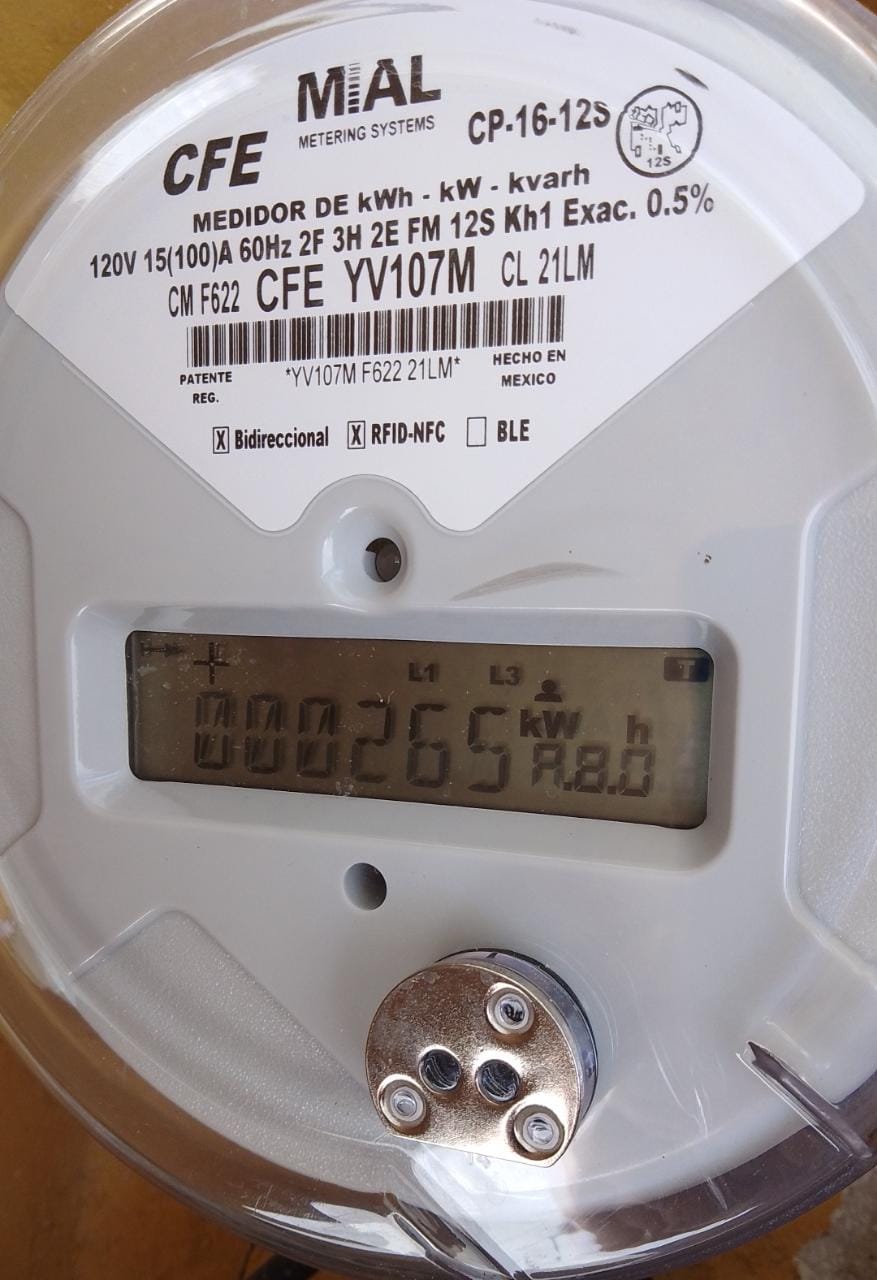 MIAL
METERING SYSTEMS
CFE
CP-16-12S
12S
MEDIDOR DE kWh - kW - kvarh
120V 15(100)A 60Hz 2F 3H 2E FM 12S Kh1 Exac. 0.5%
CM F622 CFE YV107M CL 21LM
PATENTE REG.
*YV107M F622 21LM*
HECHO EN MEXICO
X Bidireccional X RFID-NFC BLE
L1 L3 T
000265 kW h
A.8.0